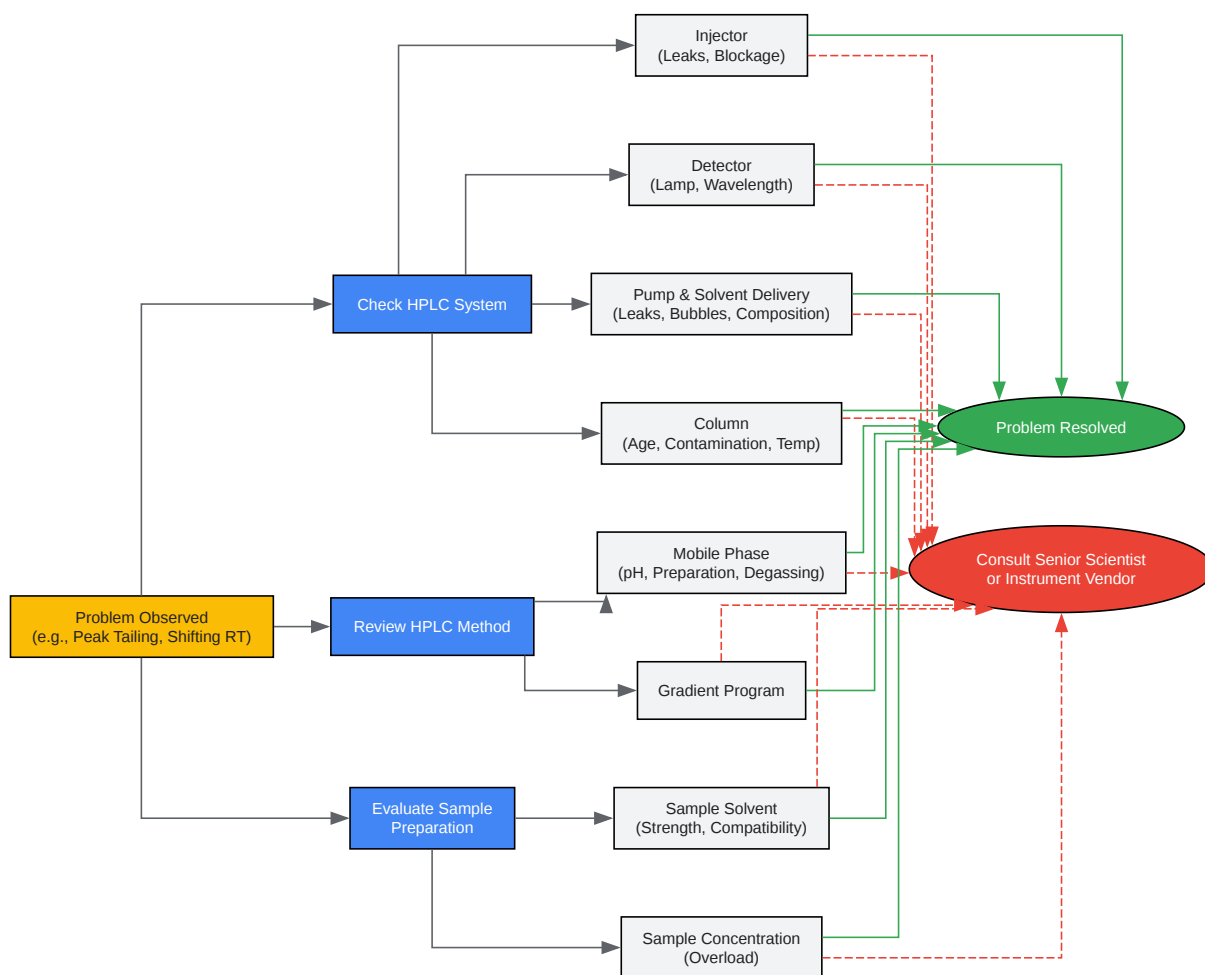 Injector
(Leaks, Blockage)
Detector
(Lamp, Wavelength)
Check HPLC System
Pump & Solvent Delivery
(Leaks, Bubbles, Composition)
Column
(Age, Contamination, Temp)
Problem Resolved
Mobile Phase
(pH, Preparation, Degassing)
Consult Senior Scientist
or Instrument Vendor
Problem Observed
(e.g., Peak Tailing, Shifting RT)
Review HPLC Method
Gradient Program
Evaluate Sample
Preparation
Sample Solvent
(Strength, Compatibility)
Sample Concentration
(Overload)